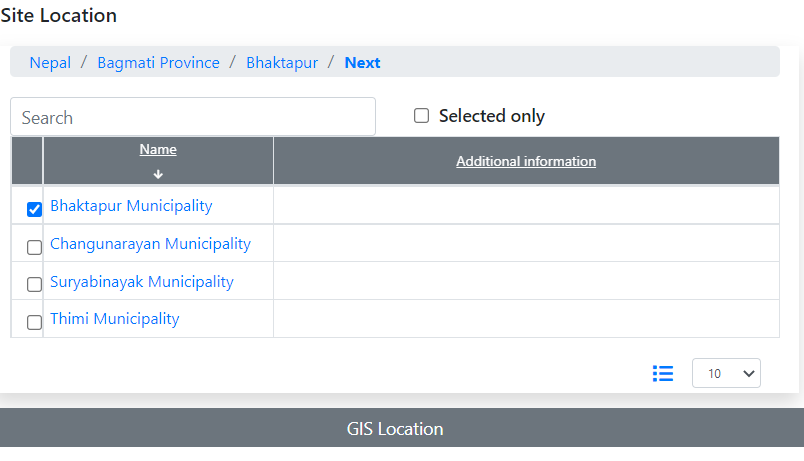 Site Location
Nepal / Bagmati Province / Bhaktapur / Next
Search
Selected only
Name
Additional information
Bhaktapur Municipality
Changunarayan Municipality
Suryabinayak Municipality
Thimi Municipality
10
GIS Location